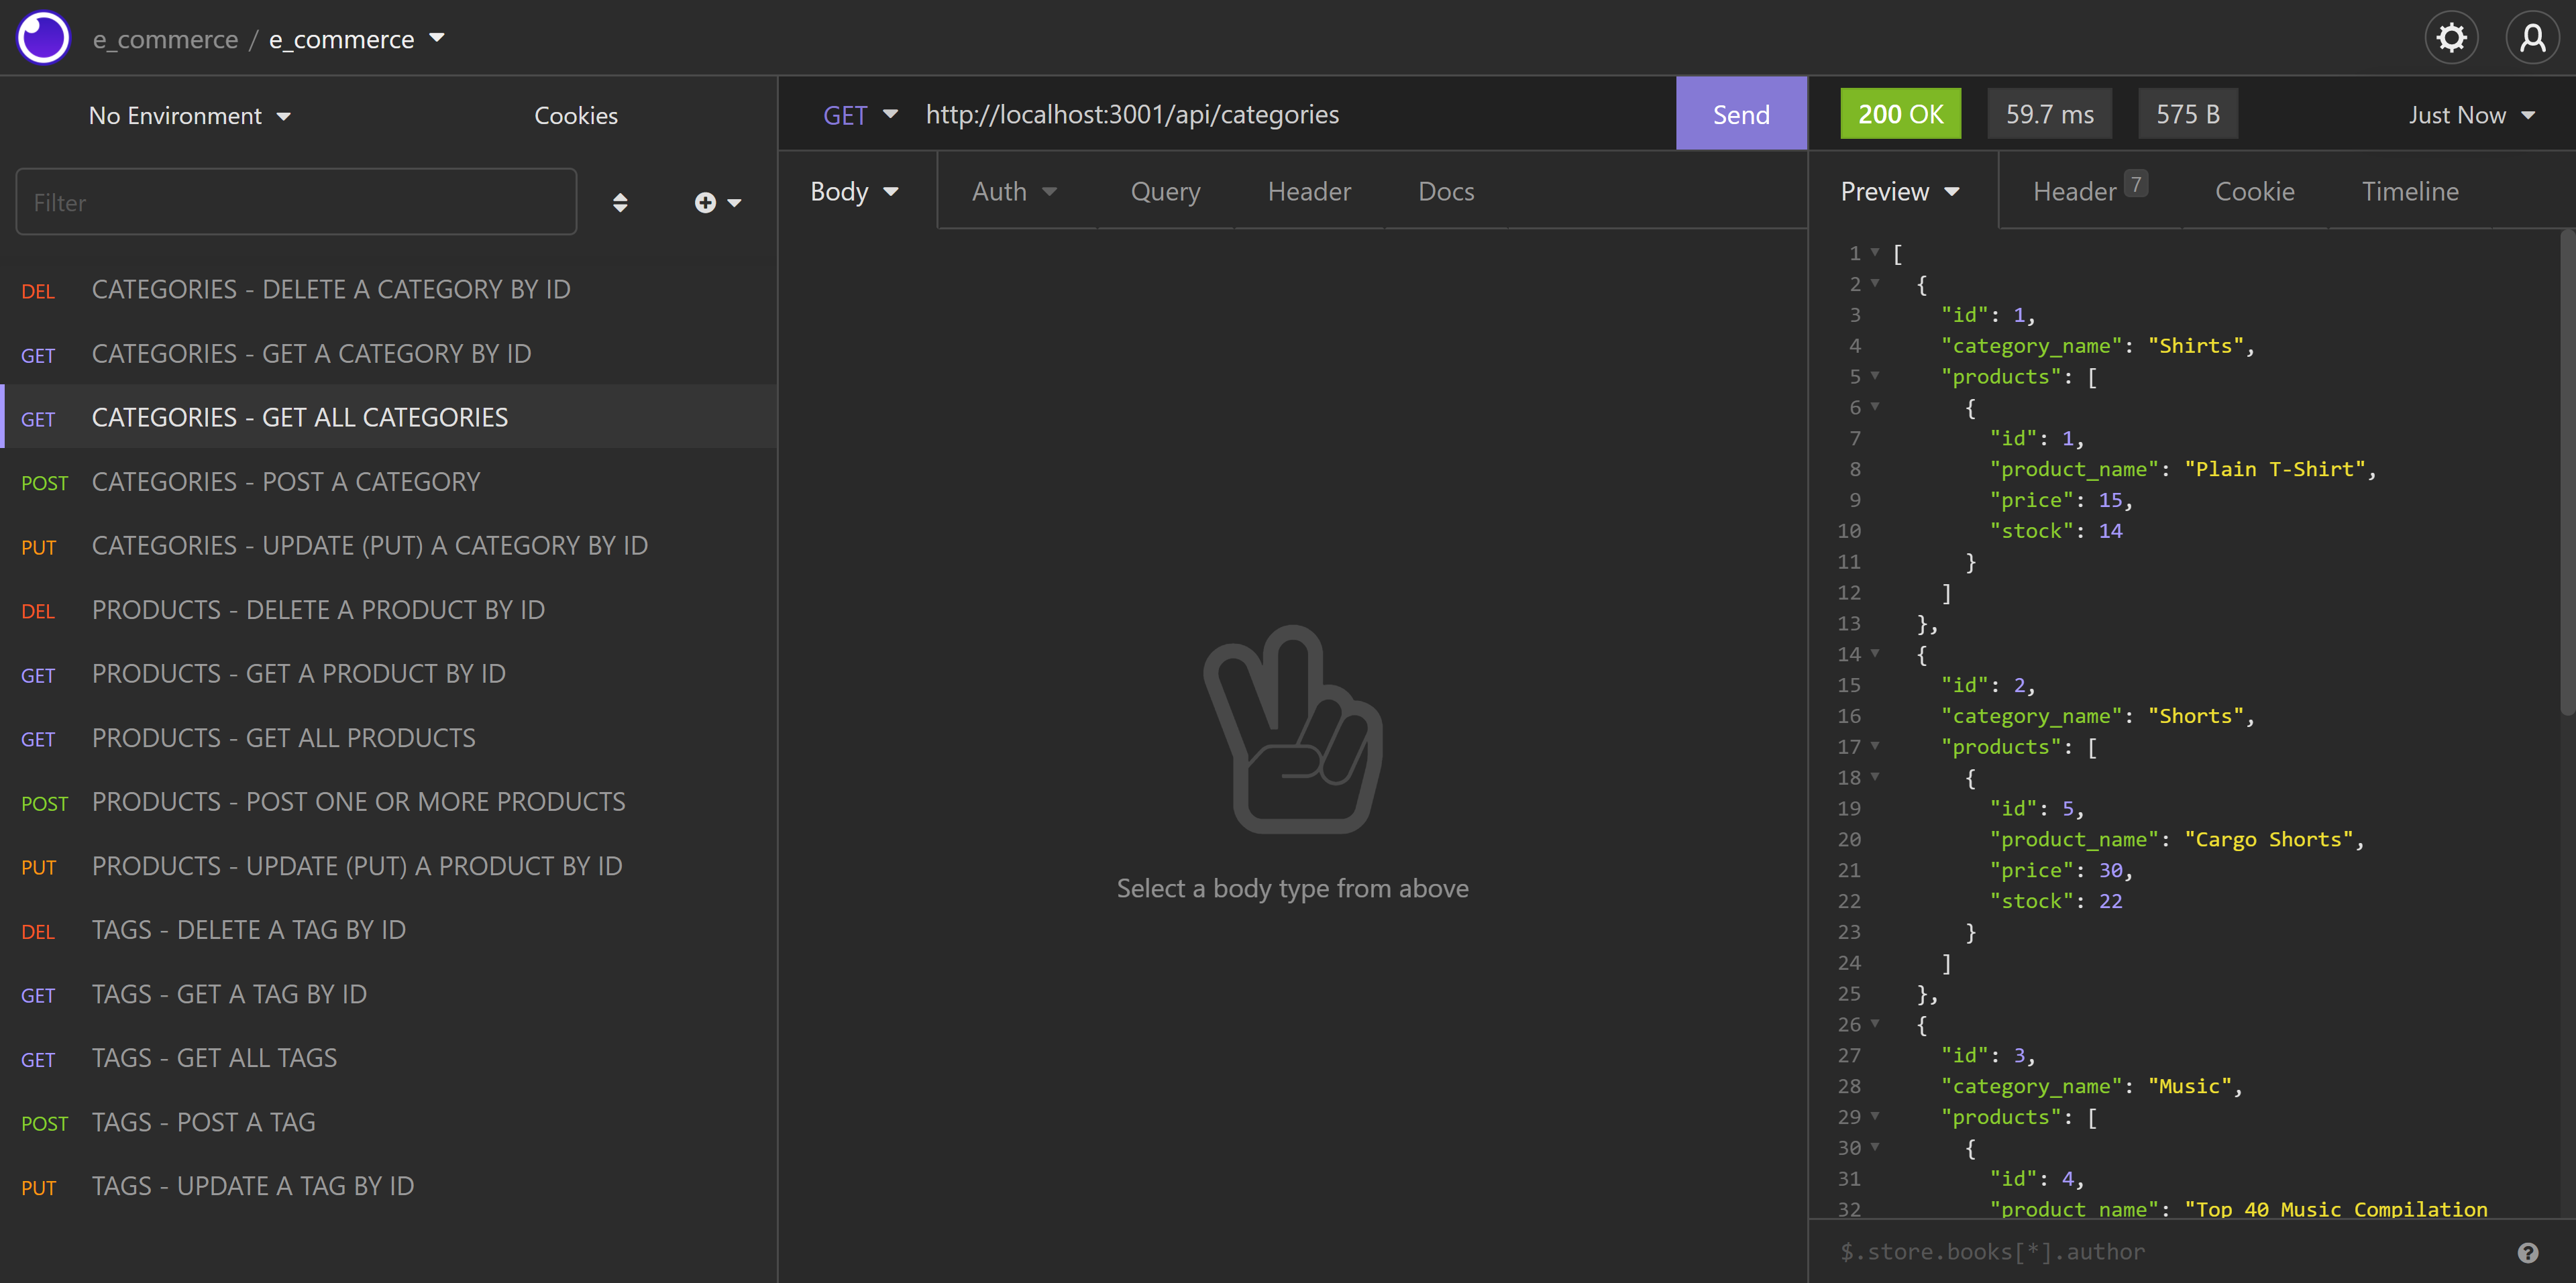 e_commerce / e_commerce
No Environment
Cookies
Filter
DEL CATEGORIES - DELETE A CATEGORY BY ID
GET CATEGORIES - GET A CATEGORY BY ID
GET CATEGORIES - GET ALL CATEGORIES
POST CATEGORIES - POST A CATEGORY
PUT CATEGORIES - UPDATE (PUT) A CATEGORY BY ID
DEL PRODUCTS - DELETE A PRODUCT BY ID
GET PRODUCTS - GET A PRODUCT BY ID
GET PRODUCTS - GET ALL PRODUCTS
POST PRODUCTS - POST ONE OR MORE PRODUCTS
PUT PRODUCTS - UPDATE (PUT) A PRODUCT BY ID
DEL TAGS - DELETE A TAG BY ID
GET TAGS - GET A TAG BY ID
GET TAGS - GET ALL TAGS
POST TAGS - POST A TAG
PUT TAGS - UPDATE A TAG BY ID
GET http://localhost:3001/api/categories Send
Body Auth Query Header Docs
Select a body type from above
200 OK 59.7 ms 575 B Just Now
Preview Header 7 Cookie Timeline
1 [
2 {
3 "id": 1,
4 "category_name": "Shirts",
5 "products": [
6 {
7 "id": 1,
8 "product_name": "Plain T-Shirt",
9 "price": 15,
10 "stock": 14
11 }
12 ]
13 },
14 {
15 "id": 2,
16 "category_name": "Shorts",
17 "products": [
18 {
19 "id": 5,
20 "product_name": "Cargo Shorts",
21 "price": 30,
22 "stock": 22
23 }
24 ]
25 },
26 {
27 "id": 3,
28 "category_name": "Music",
29 "products": [
30 {
31 "id": 4,
32 "product_name": "Top 40 Music Compilation
$.store.books[*].author